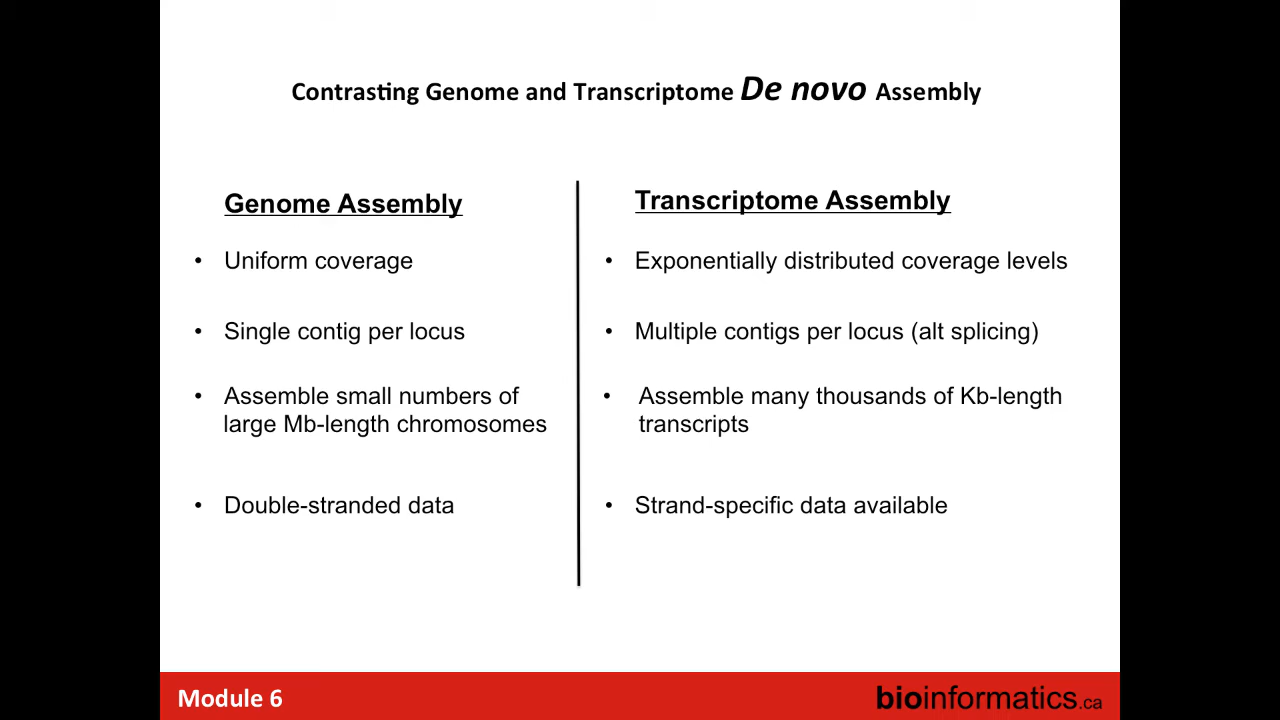 Contrasting Genome and Transcriptome De novo Assembly
Genome Assembly
• Uniform coverage
• Single contig per locus
• Assemble small numbers of
large Mb-length chromosomes
• Double-stranded data
Transcriptome Assembly
• Exponentially distributed coverage levels
• Multiple contigs per locus (alt splicing)
• Assemble many thousands of Kb-length
transcripts
• Strand-specific data available
Module 6
bioinformatics.ca